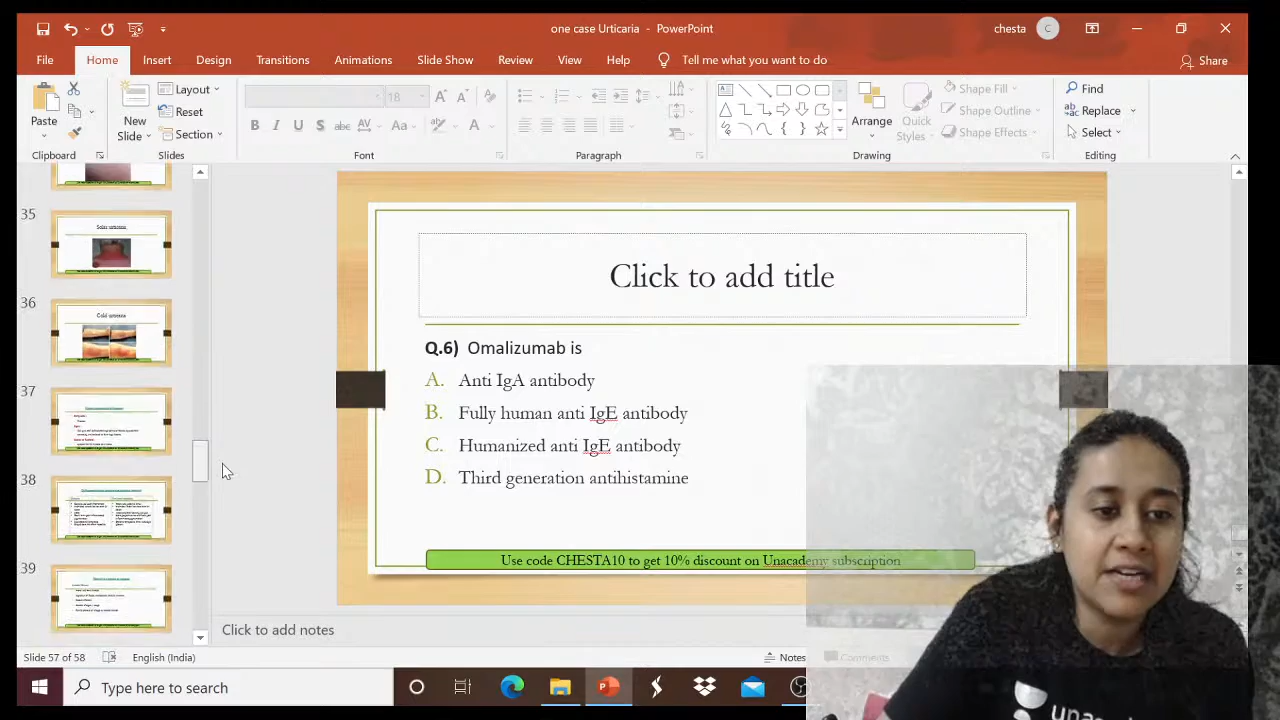 one case Urticaria - PowerPoint
chesta
C
File
Home
Insert
Design
Transitions
Animations
Slide Show
Review
View
Help
Tell me what you want to do
Share
Paste
New Slide
Layout
Reset
Section
18
Shape Fill
Shape Outline
Shape Effects
Arrange
Quick Styles
Find
Replace
Select
Clipboard
Slides
Font
Paragraph
Drawing
Editing
35
36
37
38
39
Click to add title
Q.6) Omalizumab is
A. Anti IgA antibody
B. Fully human anti IgE antibody
C. Humanized anti IgE antibody
D. Third generation antihistamine
Use code CHESTA10 to get 10% discount on Unacademy subscription
Click to add notes
Slide 57 of 58
English (India)
Notes
Comments
Type here to search